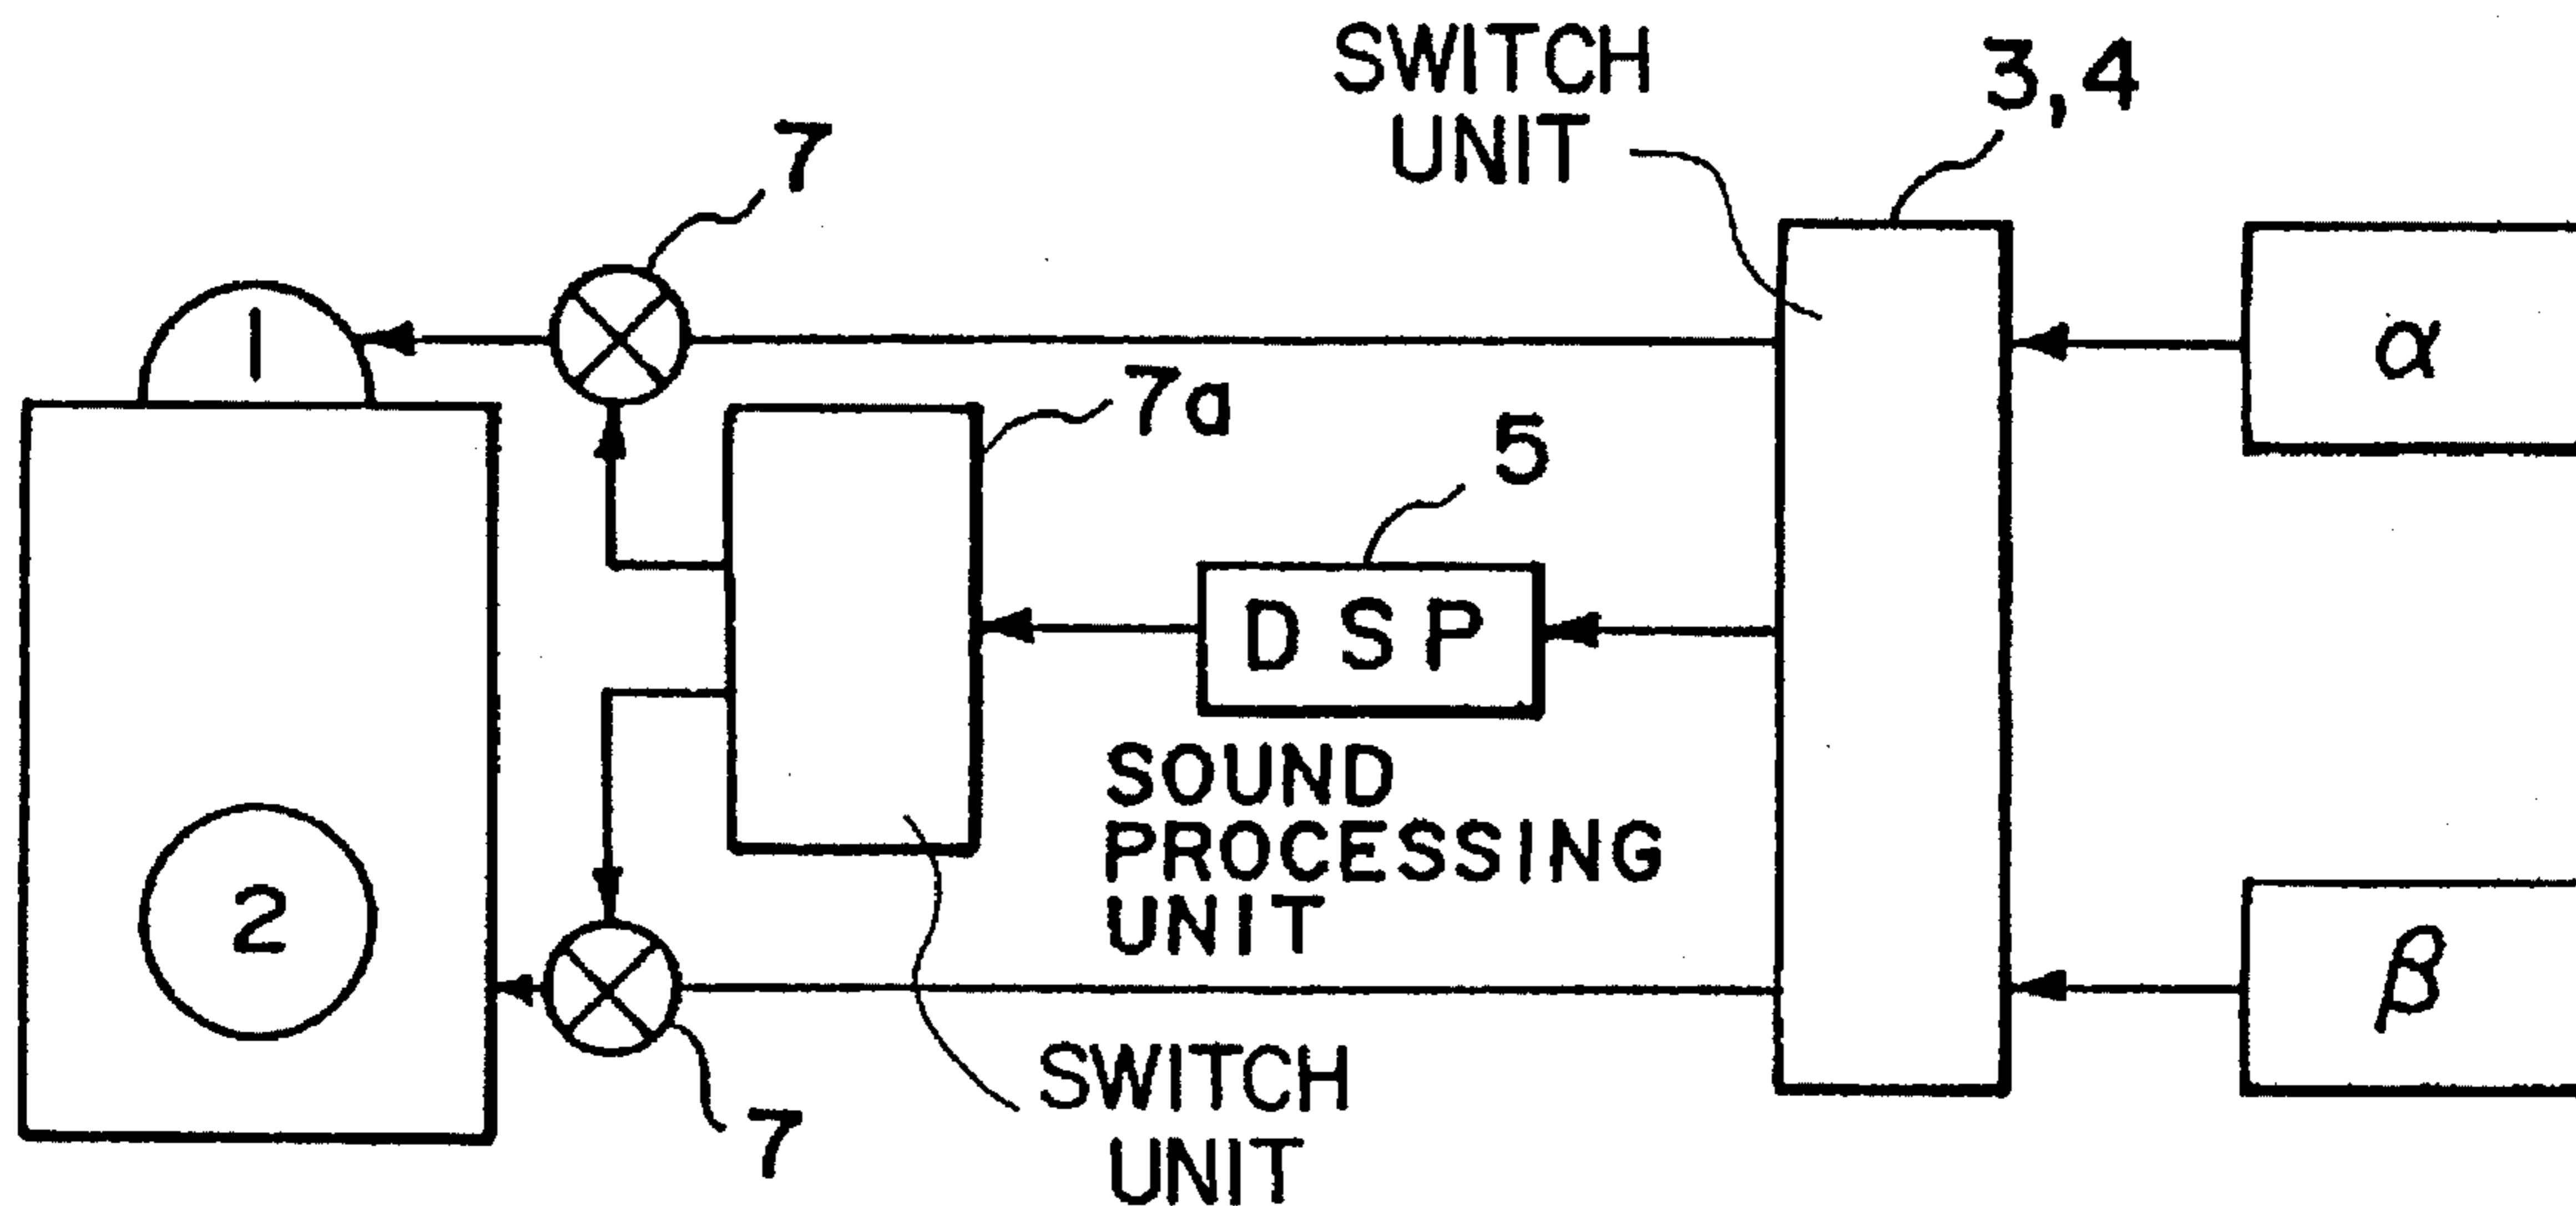 SWITCH
UNIT
3,4
7
1
α
7a
5
DSP
SOUND
PROCESSING
UNIT
2
β
SWITCH
UNIT
7